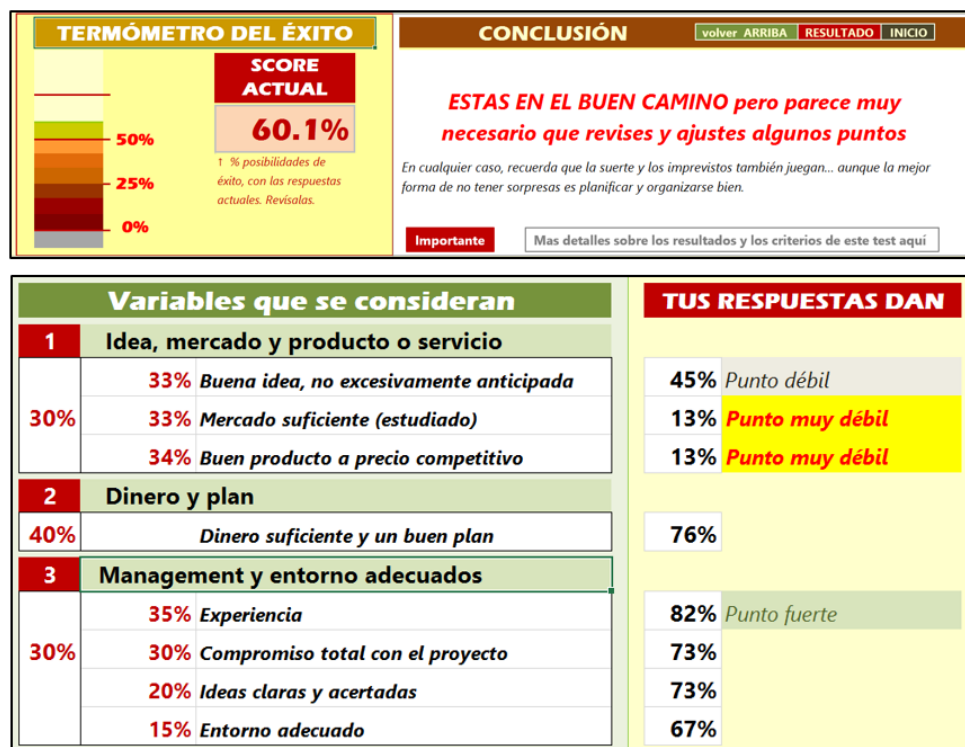 TERMÓMETRO DEL ÉXITO
SCORE
ACTUAL
60.1%
↑ % posibilidades de
éxito, con las respuestas
actuales. Revísalas.
50%
25%
0%
CONCLUSIÓN
volver ARRIBA RESULTADO INICIO
ESTAS EN EL BUEN CAMINO pero parece muy
necesario que revises y ajustes algunos puntos
En cualquier caso, recuerda que la suerte y los imprevistos también juegan... aunque la mejor
forma de no tener sorpresas es planificar y organizarse bien.
Importante Mas detalles sobre los resultados y los criterios de este test aquí
Variables que se consideran TUS RESPUESTAS DAN
1 Idea, mercado y producto o servicio
33% Buena idea, no excesivamente anticipada 45% Punto débil
30% 33% Mercado suficiente (estudiado) 13% Punto muy débil
34% Buen producto a precio competitivo 13% Punto muy débil
2 Dinero y plan
40% Dinero suficiente y un buen plan 76%
3 Management y entorno adecuados
35% Experiencia 82% Punto fuerte
30% 30% Compromiso total con el proyecto 73%
20% Ideas claras y acertadas 73%
15% Entorno adecuado 67%